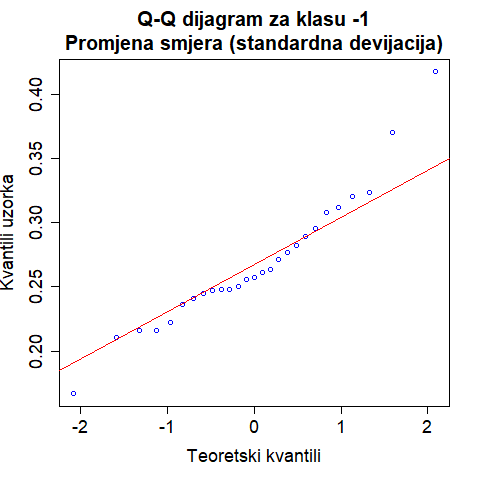 Q-Q dijagram za klasu -1
Promjena smjera (standardna devijacija)
Kvantili uzorka
0.40
0.35
0.30
0.25
0.20
-2 -1 0 1 2
Teoretski kvantili